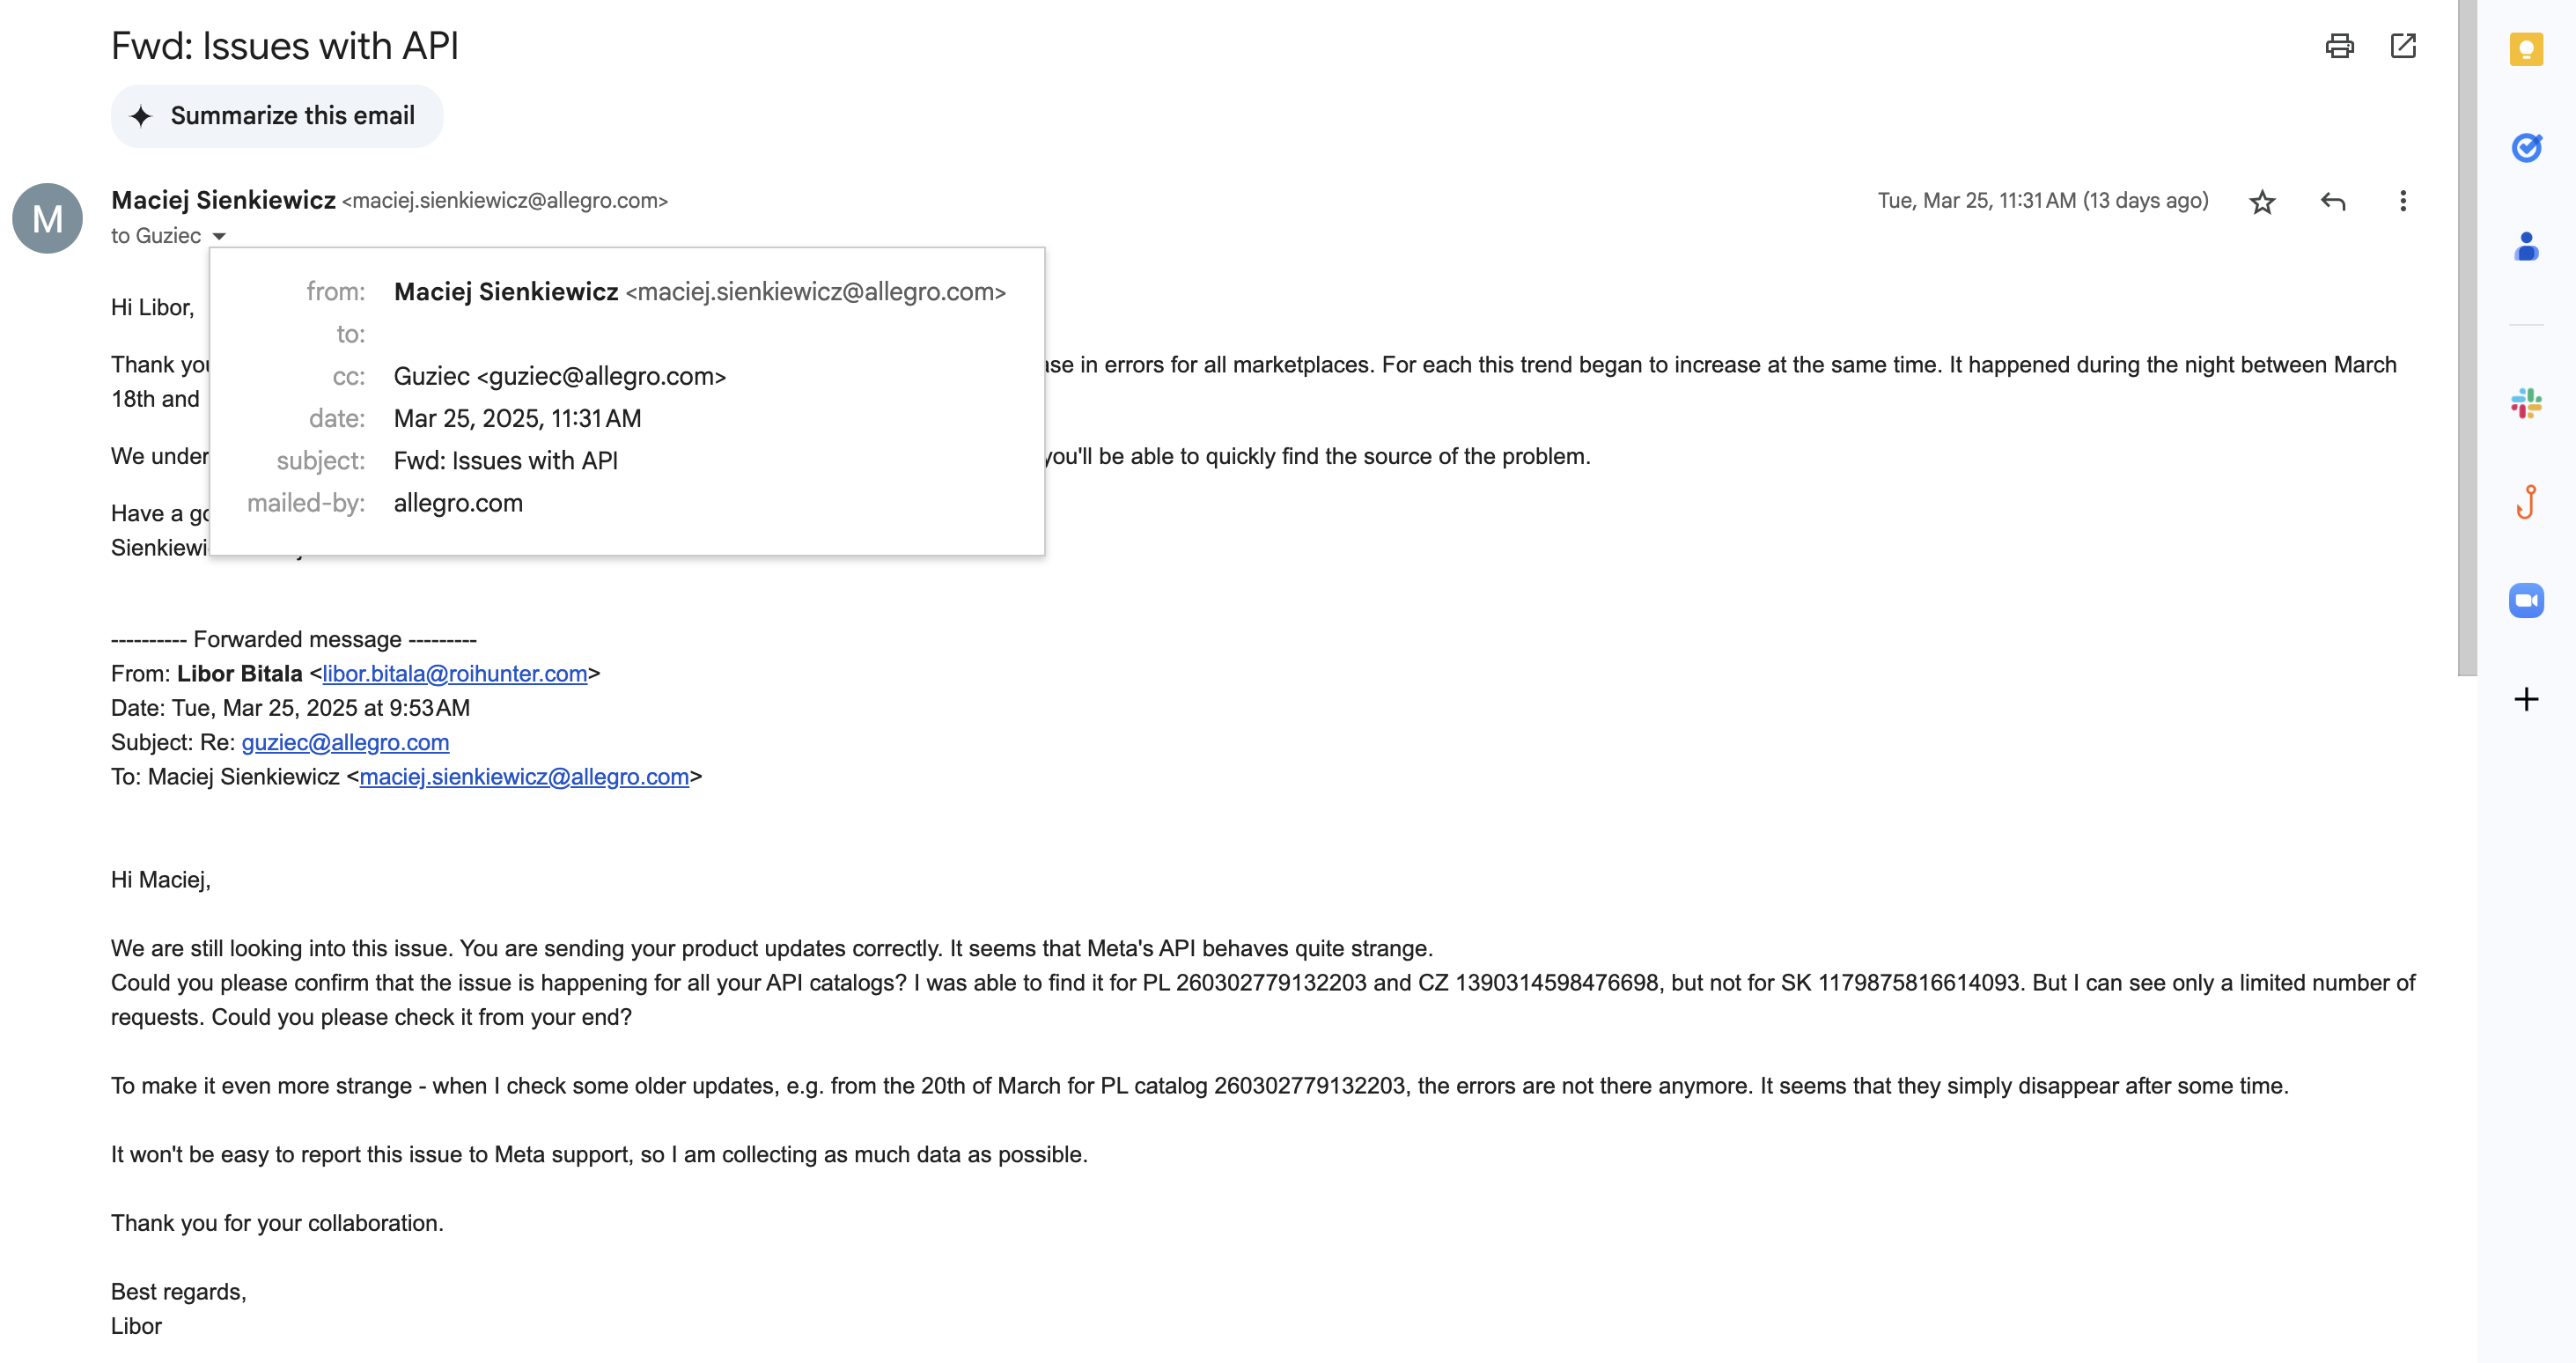 Fwd: Issues with API
Summarize this email
M
Maciej Sienkiewicz <maciej.sienkiewicz@allegro.com>
Tue, Mar 25, 11:31 AM (13 days ago)
to Guziec
from: Maciej Sienkiewicz <maciej.sienkiewicz@allegro.com>
to:
cc: Guziec <guziec@allegro.com>
date: Mar 25, 2025, 11:31 AM
subject: Fwd: Issues with API
mailed-by: allegro.com
Hi Libor,
Thank in errors for all marketplaces. For each this trend began to increase at the same time. It happened during the night between March
18th and
We you'll be able to quickly find the source of the problem.
Have a
---------- Forwarded message ---------
From: Libor Bitala <libor.bitala@roihunter.com>
Date: Tue, Mar 25, 2025 at 9:53 AM
Subject: Re: guziec@allegro.com
To: Maciej Sienkiewicz <maciej.sienkiewicz@allegro.com>
Hi Maciej,
We are still looking into this issue. You are sending your product updates correctly. It seems that Meta's API behaves quite strange.
Could you please confirm that the issue is happening for all your API catalogs? I was able to find it for PL 260302779132203 and CZ 1390314598476698, but not for SK 1179875816614093. But I can see only a limited number of
requests. Could you please check it from your end?
To make it even more strange - when I check some older updates, e.g. from the 20th of March for PL catalog 260302779132203, the errors are not there anymore. It seems that they simply disappear after some time.
It won't be easy to report this issue to Meta support, so I am collecting as much data as possible.
Thank you for your collaboration.
Best regards,
Libor